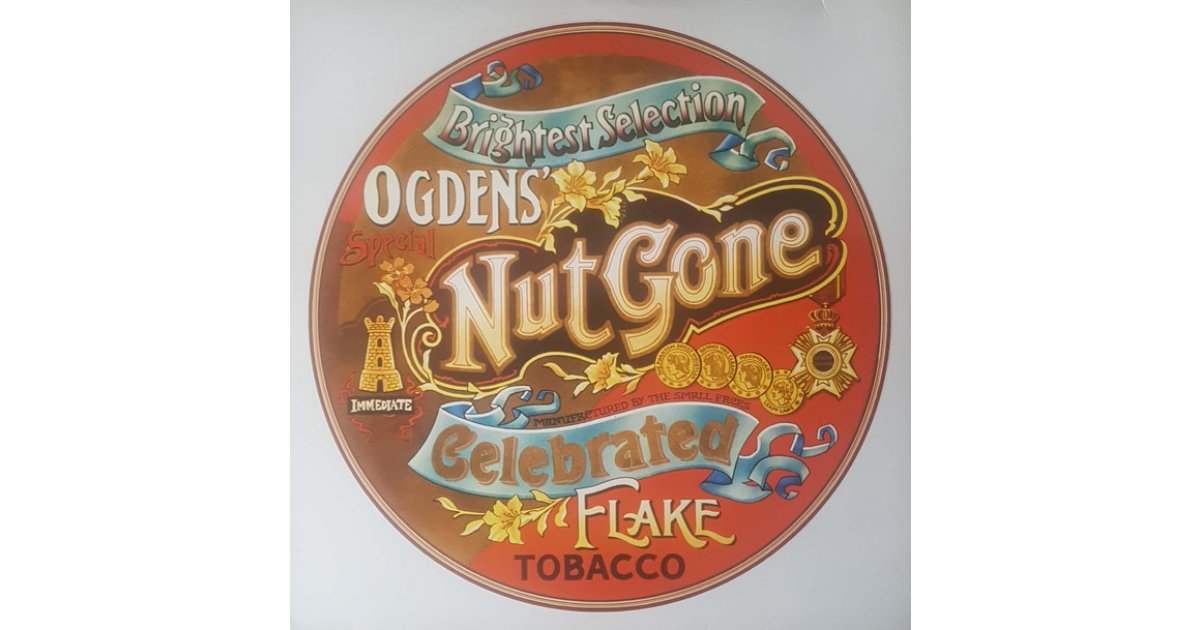 Brightest Selection
OGDENS'
Special
Nut Gone
IMMEDIATE
MANUFACTURED BY THE SMALL FACES
Celebrated
FLAKE
TOBACCO